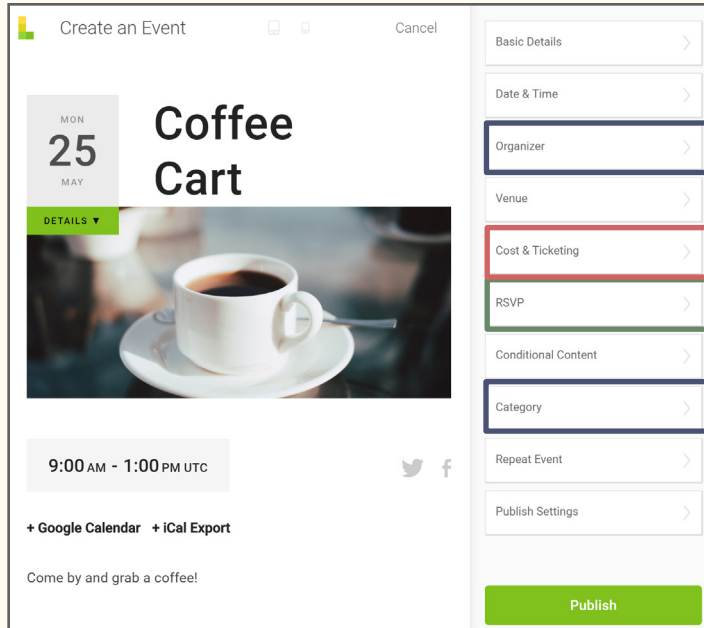 Create an Event
Cancel
MON
25
MAY
Coffee
Cart
DETAILS ▼
9:00 AM - 1:00 PM UTC
+ Google Calendar + iCal Export
Come by and grab a coffee!
Basic Details
Date & Time
Organizer
Venue
Cost & Ticketing
RSVP
Conditional Content
Category
Repeat Event
Publish Settings
Publish